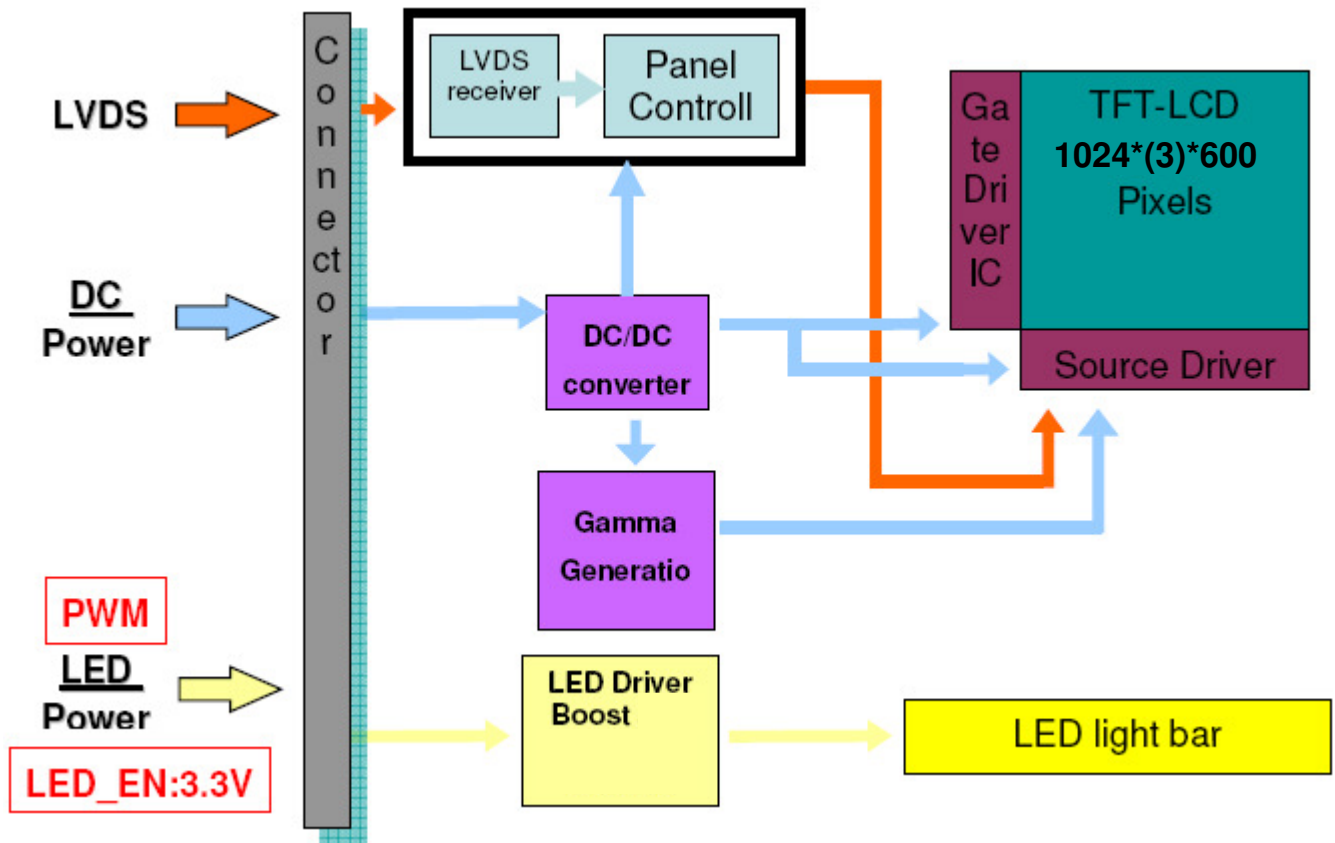 C
o
n
n
e
ct
o
r
LVDS
DC
Power
PWM
LED
Power
LED_EN:3.3V
LVDS
receiver
Panel
Controll
DC/DC
converter
Gamma
Generatio
LED Driver
Boost
Ga
te
Dri
ver
IC
TFT-LCD
1024*(3)*600
Pixels
Source Driver
LED light bar